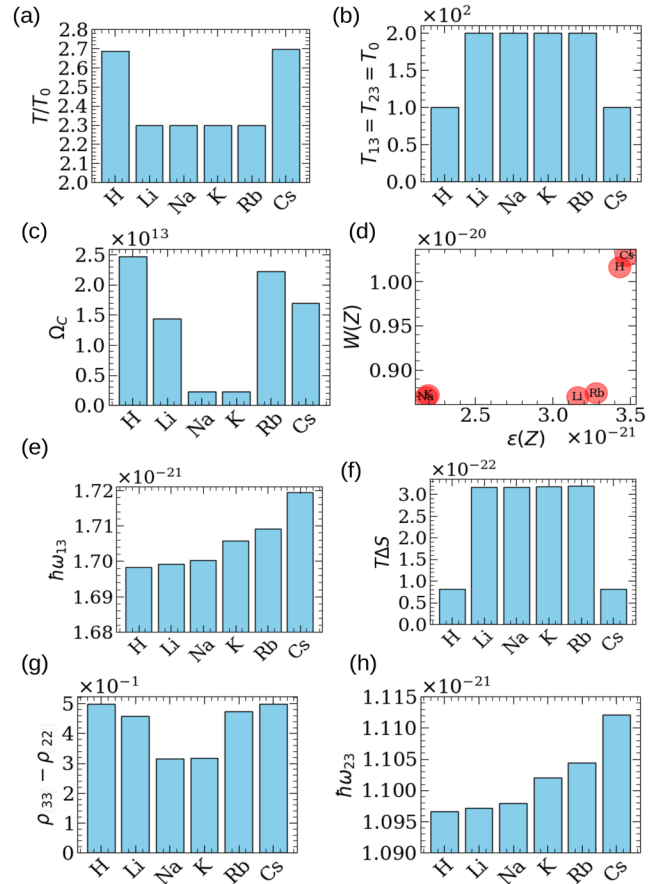 (a)
2.8
2.7
2.6
2.5
2.4
2.3
2.2
2.1
2.0
T/T₀
H Li Na K Rb Cs
(b)
×10²
2.0
1.5
1.0
0.5
0.0
T₁₃ = T₂₃ = T₀
H Li Na K Rb Cs
(c)
×10¹³
2.5
2.0
1.5
1.0
0.5
0.0
Ω_C
H Li Na K Rb Cs
(d)
×10⁻²⁰
1.00
0.95
0.90
W(Z)
Cs
H
K
Na
Li
Rb
2.5 3.0 3.5
ε(Z) ×10⁻²¹
(e)
×10⁻²¹
1.72
1.71
1.70
1.69
1.68
ħω₁₃
H Li Na K Rb Cs
(f)
×10⁻²²
3.0
2.5
2.0
1.5
1.0
0.5
0.0
TΔS
H Li Na K Rb Cs
(g)
×10⁻¹
5
4
3
2
1
0
ρ ₃₃ − ρ ₂₂
H Li Na K Rb Cs
(h)
×10⁻²¹
1.115
1.110
1.105
1.100
1.095
1.090
ħω₂₃
H Li Na K Rb Cs